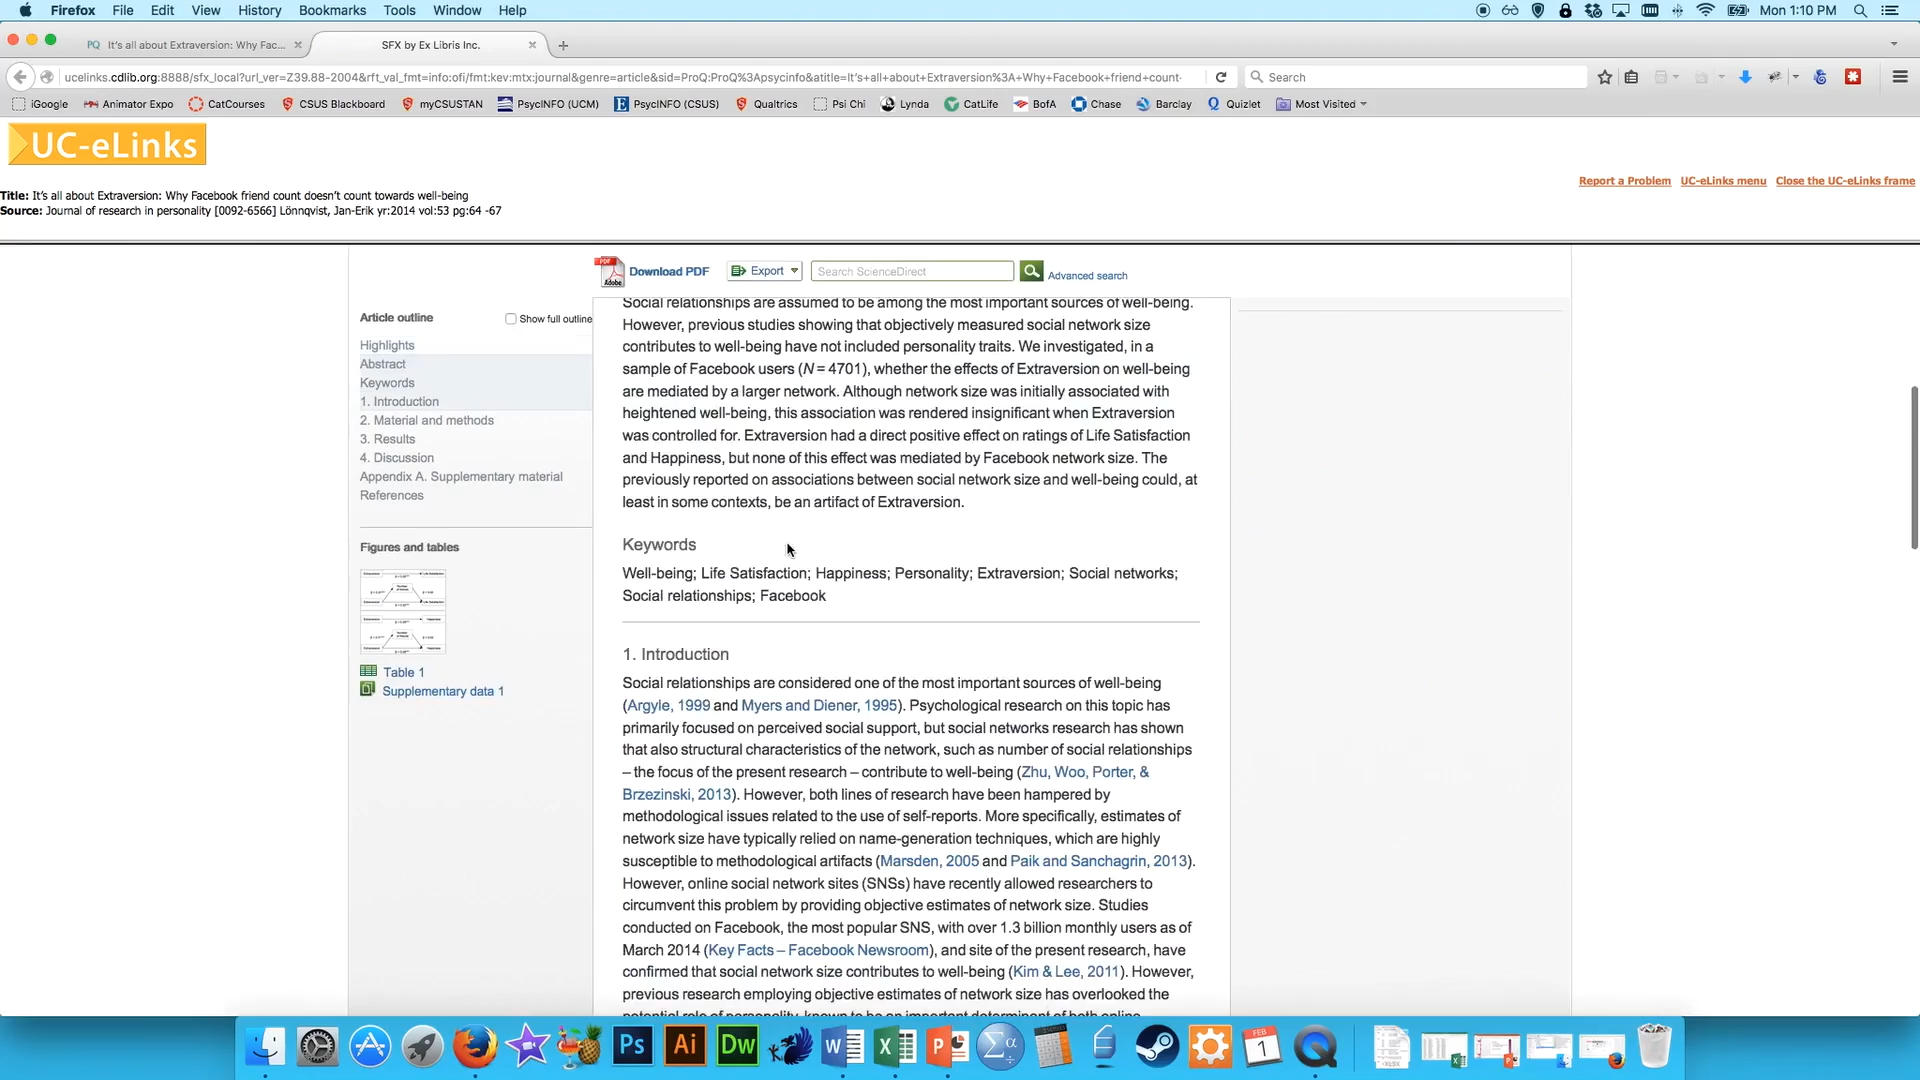 Firefox File Edit View History Bookmarks Tools Window Help Mon 1:10 PM
PQ It's all about Extraversion: Why Fac...
SFX by Ex Libris Inc.
ucelinks.cdlib.org:8888/sfx_local?url_ver=Z39.88-2004&rft_val_fmt=info:ofi/fmt:kev:mtx:journal&genre=article&sid=ProQ:ProQ%3Apsycinfo&atitle=It's+all+about+Extraversion%3A+Why+Facebook+friend+count-
Search
iGoogle Animator Expo CatCourses CSUS Blackboard myCSUSTAN PsycINFO (UCM) PsycINFO (CSUS) Qualtrics Psi Chi Lynda CatLife BofA Chase Barclay Quizlet Most Visited
UC-eLinks
Report a Problem UC-eLinks menu Close the UC-eLinks frame
Title: It's all about Extraversion: Why Facebook friend count doesn't count towards well-being
Source: Journal of research in personality [0092-6566] Lönnqvist, Jan-Erik yr:2014 vol:53 pg:64 -67
PDF
Adobe
Download PDF
Export
Search ScienceDirect
Advanced search
Article outline
Show full outline
Highlights
Abstract
Keywords
1. Introduction
2. Material and methods
3. Results
4. Discussion
Appendix A. Supplementary material
References
Figures and tables
Table 1
Supplementary data 1
Social relationships are assumed to be among the most important sources of well-being.
However, previous studies showing that objectively measured social network size
contributes to well-being have not included personality traits. We investigated, in a
sample of Facebook users (N = 4701), whether the effects of Extraversion on well-being
are mediated by a larger network. Although network size was initially associated with
heightened well-being, this association was rendered insignificant when Extraversion
was controlled for. Extraversion had a direct positive effect on ratings of Life Satisfaction
and Happiness, but none of this effect was mediated by Facebook network size. The
previously reported on associations between social network size and well-being could, at
least in some contexts, be an artifact of Extraversion.
Keywords
Well-being; Life Satisfaction; Happiness; Personality; Extraversion; Social networks;
Social relationships; Facebook
1. Introduction
Social relationships are considered one of the most important sources of well-being
(Argyle, 1999 and Myers and Diener, 1995). Psychological research on this topic has
primarily focused on perceived social support, but social networks research has shown
that also structural characteristics of the network, such as number of social relationships
– the focus of the present research – contribute to well-being (Zhu, Woo, Porter, &
Brzezinski, 2013). However, both lines of research have been hampered by
methodological issues related to the use of self-reports. More specifically, estimates of
network size have typically relied on name-generation techniques, which are highly
susceptible to methodological artifacts (Marsden, 2005 and Paik and Sanchagrin, 2013).
However, online social network sites (SNSs) have recently allowed researchers to
circumvent this problem by providing objective estimates of network size. Studies
conducted on Facebook, the most popular SNS, with over 1.3 billion monthly users as of
March 2014 (Key Facts – Facebook Newsroom), and site of the present research, have
confirmed that social network size contributes to well-being (Kim & Lee, 2011). However,
previous research employing objective estimates of network size has overlooked the
potential role of personality, known to be an important determinant of both online
Ps Ai Dw
FEB
1